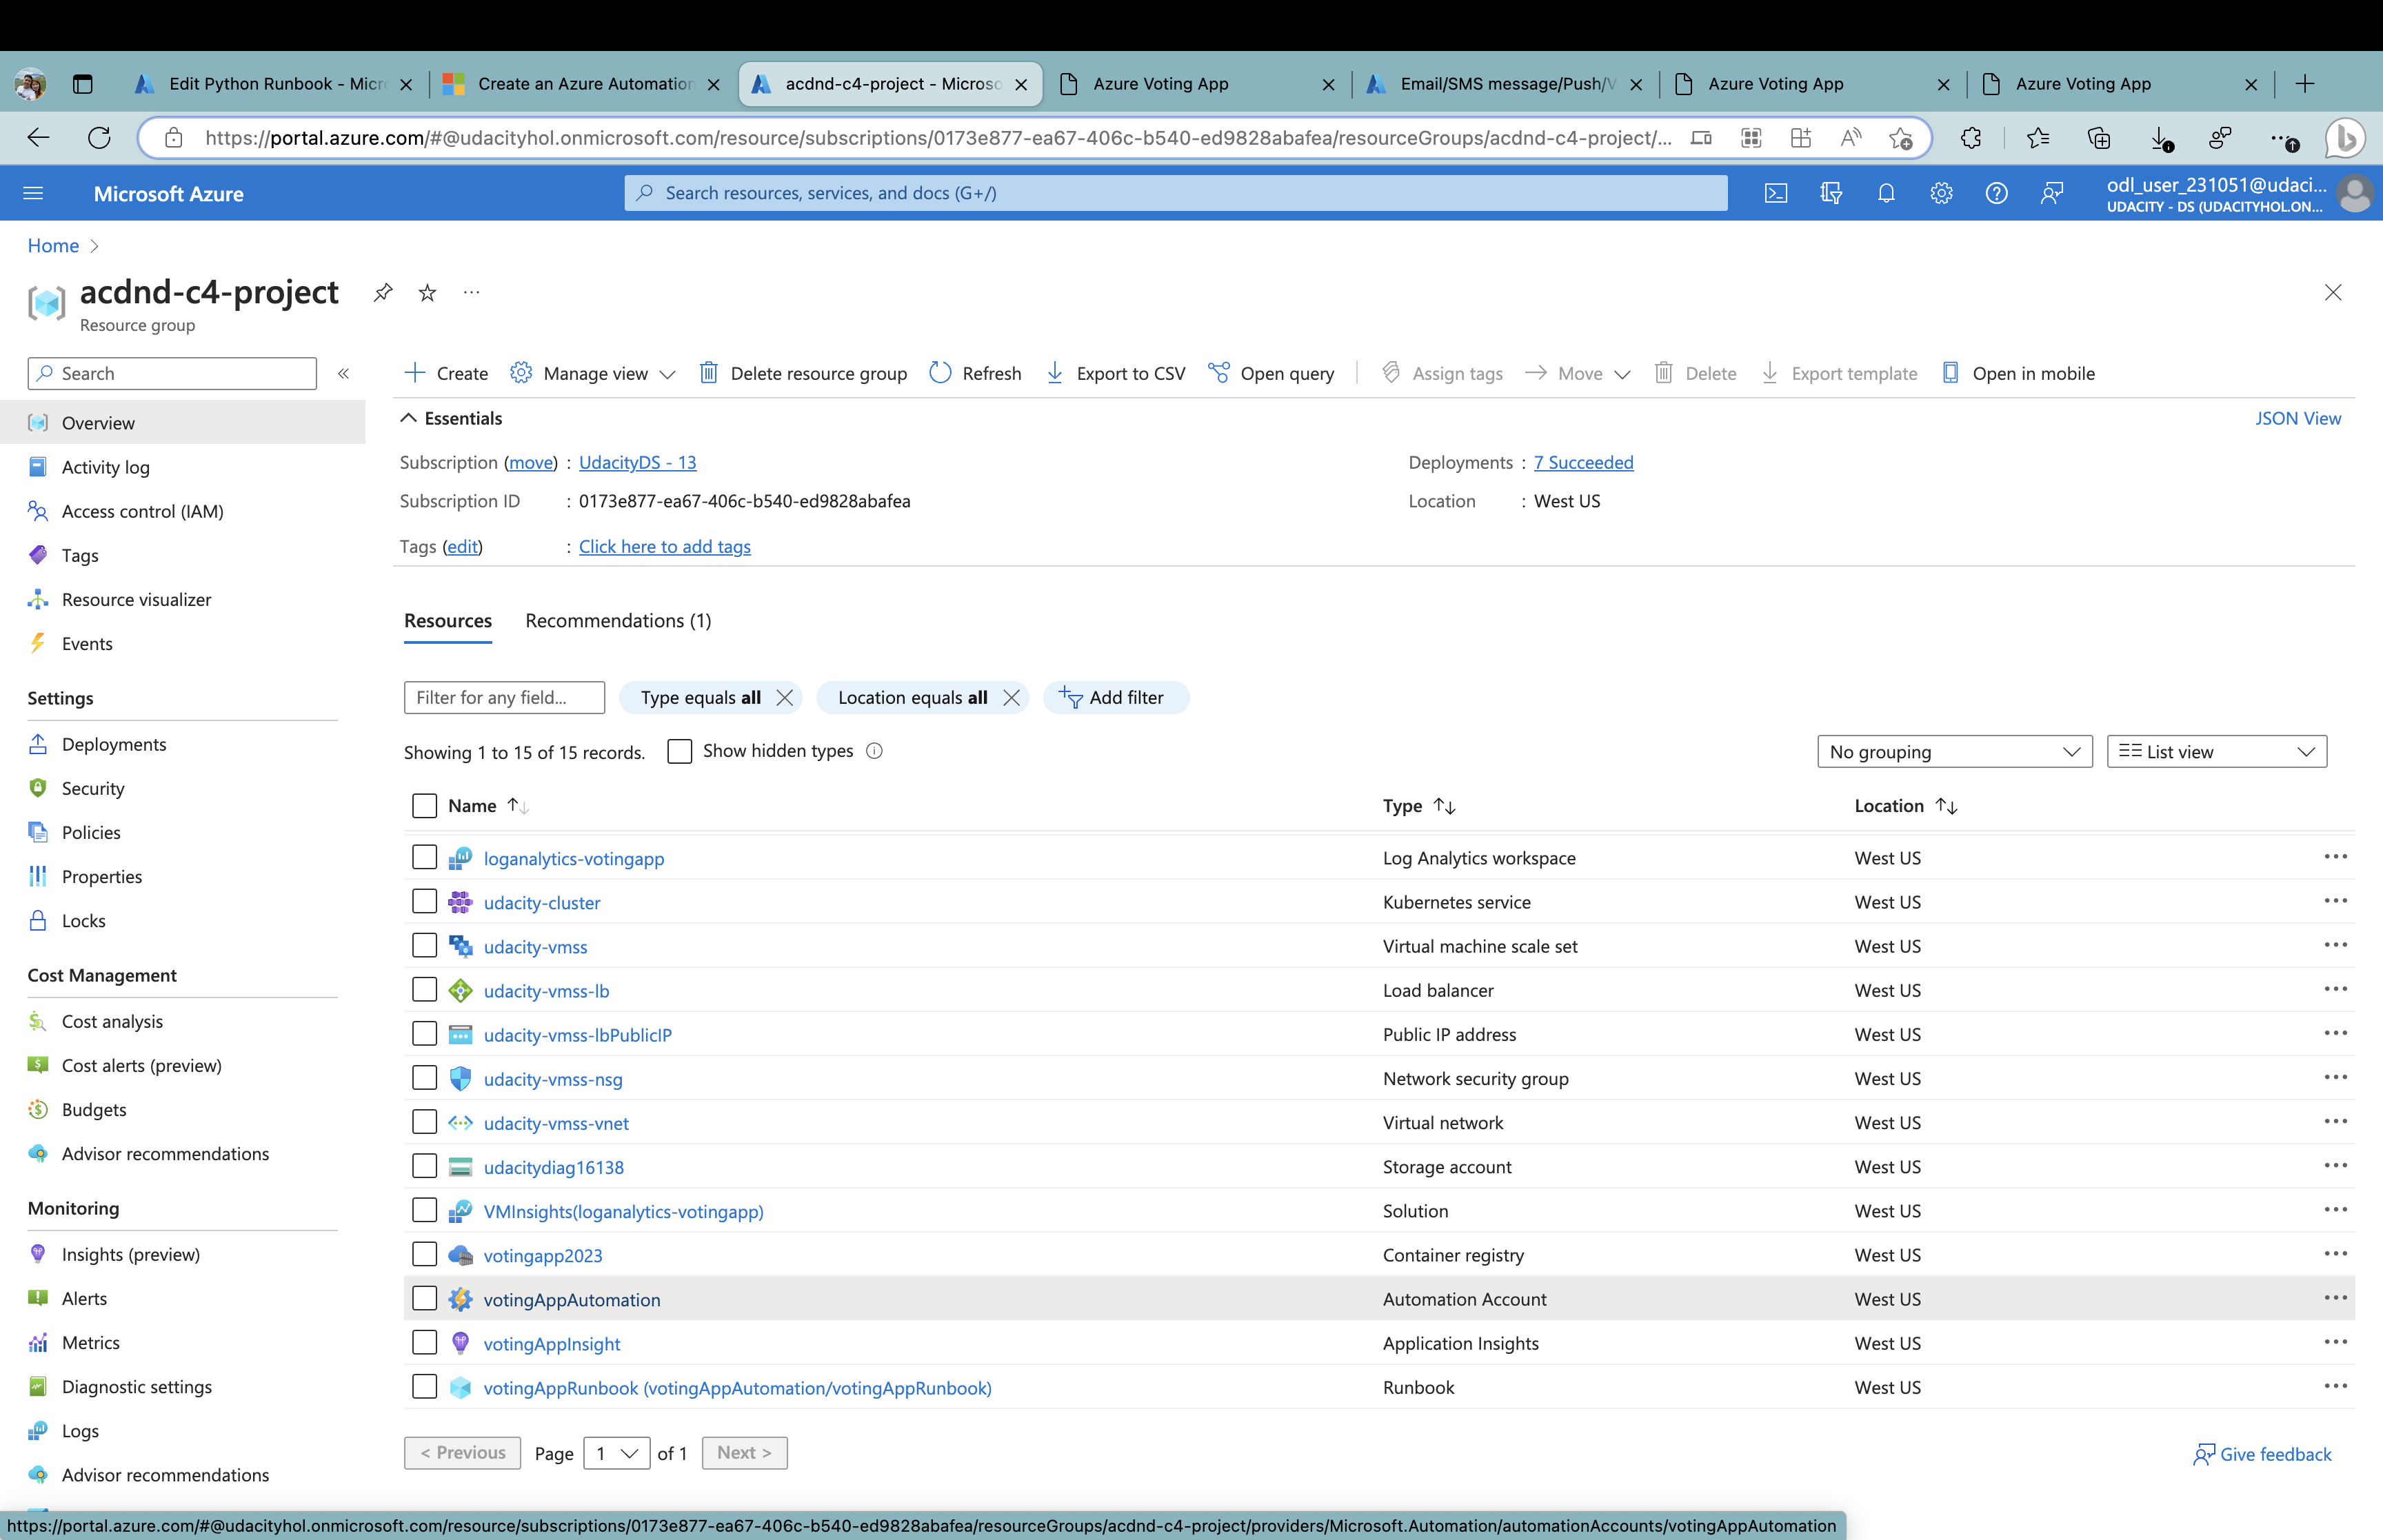 Edit Python Runbook - Micr
Create an Azure Automation
acdnd-c4-project - Microso
Azure Voting App
Email/SMS message/Push/V
Azure Voting App
Azure Voting App
https://portal.azure.com/#@udacityhol.onmicrosoft.com/resource/subscriptions/0173e877-ea67-406c-b540-ed9828abafea/resourceGroups/acdnd-c4-project/...
Microsoft Azure
Search resources, services, and docs (G+/)
odl_user_231051@udaci...
UDACITY - DS (UDACITYHOL.ON...
Home
acdnd-c4-project
Resource group
Search
Create
Manage view
Delete resource group
Refresh
Export to CSV
Open query
Assign tags
Move
Delete
Export template
Open in mobile
Overview
Activity log
Access control (IAM)
Tags
Resource visualizer
Events
Settings
Deployments
Security
Policies
Properties
Locks
Cost Management
Cost analysis
Cost alerts (preview)
Budgets
Advisor recommendations
Monitoring
Insights (preview)
Alerts
Metrics
Diagnostic settings
Logs
Advisor recommendations
Essentials
JSON View
Subscription (move) : UdacityDS - 13
Deployments : 7 Succeeded
Subscription ID : 0173e877-ea67-406c-b540-ed9828abafea
Location : West US
Tags (edit) : Click here to add tags
Resources
Recommendations (1)
Filter for any field...
Type equals all
Location equals all
Add filter
Showing 1 to 15 of 15 records.
Show hidden types
No grouping
List view
Name Type Location
loganalytics-votingapp Log Analytics workspace West US
udacity-cluster Kubernetes service West US
udacity-vmss Virtual machine scale set West US
udacity-vmss-lb Load balancer West US
udacity-vmss-lbPublicIP Public IP address West US
udacity-vmss-nsg Network security group West US
udacity-vmss-vnet Virtual network West US
udacitydiag16138 Storage account West US
VMInsights(loganalytics-votingapp) Solution West US
votingapp2023 Container registry West US
votingAppAutomation Automation Account West US
votingAppInsight Application Insights West US
votingAppRunbook (votingAppAutomation/votingAppRunbook) Runbook West US
< Previous Page 1 of 1 Next >
Give feedback
https://portal.azure.com/#@udacityhol.onmicrosoft.com/resource/subscriptions/0173e877-ea67-406c-b540-ed9828abafea/resourceGroups/acdnd-c4-project/providers/Microsoft.Automation/automationAccounts/votingAppAutomation